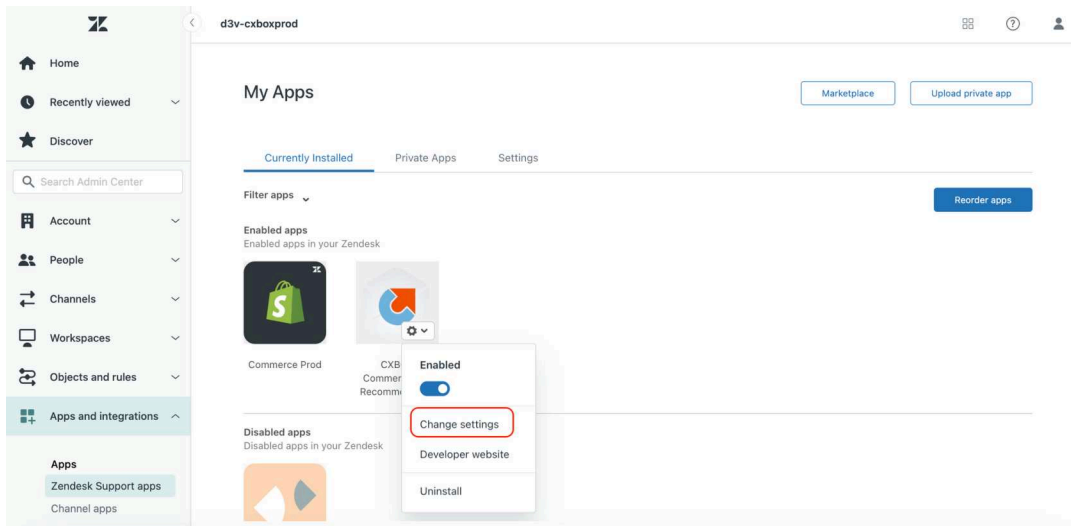 d3v-cxboxprod
Home
Recently viewed
Discover
Search Admin Center
Account
People
Channels
Workspaces
Objects and rules
Apps and integrations
Apps
Zendesk Support apps
Channel apps
My Apps
Marketplace
Upload private app
Currently Installed
Private Apps
Settings
Filter apps
Reorder apps
Enabled apps
Enabled apps in your Zendesk
Commerce Prod
CXB
Commer
Recomme
Enabled
Change settings
Developer website
Uninstall
Disabled apps
Disabled apps in your Zendesk